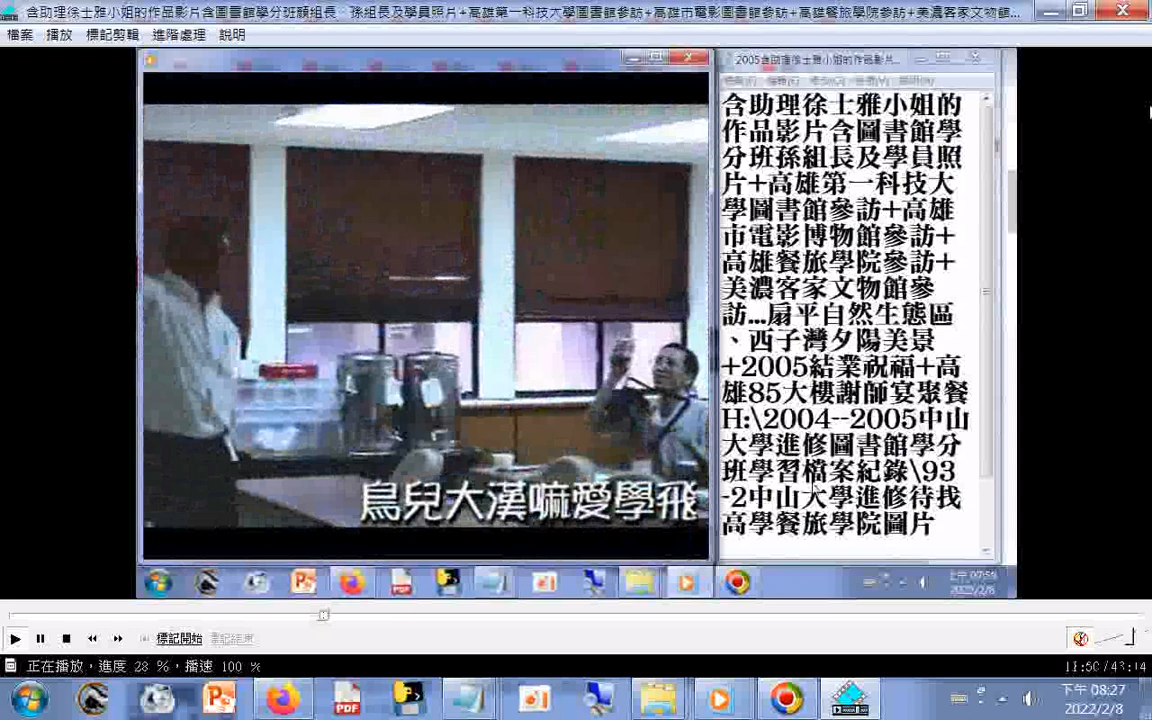 含助理徐士雅小姐的作品影片含圖書館學分班顏組長、孫組長及學員照片+高雄第一科技大學圖書館參訪+高雄市電影圖書館參訪+高雄餐旅學院參訪+美濃客家文物館...
檔案 播放 標記剪輯 進階處理 說明
2005含助理徐士雅小姐的作品影片...
含助理徐士雅小姐的
作品影片含圖書館學
分班孫組長及學員照
片+高雄第一科技大
學圖書館參訪+高雄
市電影博物館參訪+
高雄餐旅學院參訪+
美濃客家文物館參
訪...扇平自然生態區
、西子灣夕陽美景
+2005結業祝福+高
雄85大樓謝師宴聚餐
H:\2004--2005中山
大學進修圖書館學分
班學習檔案紀錄\93
-2中山大學進修待找
高學餐旅學院圖片
鳥兒大漢嘛愛學飛
2022/2/8
標記開始 標記結束
正在播放，進度 28 %，播速 100 %
11:50 / 43:14
PDF
下午 08:27
2022/2/8